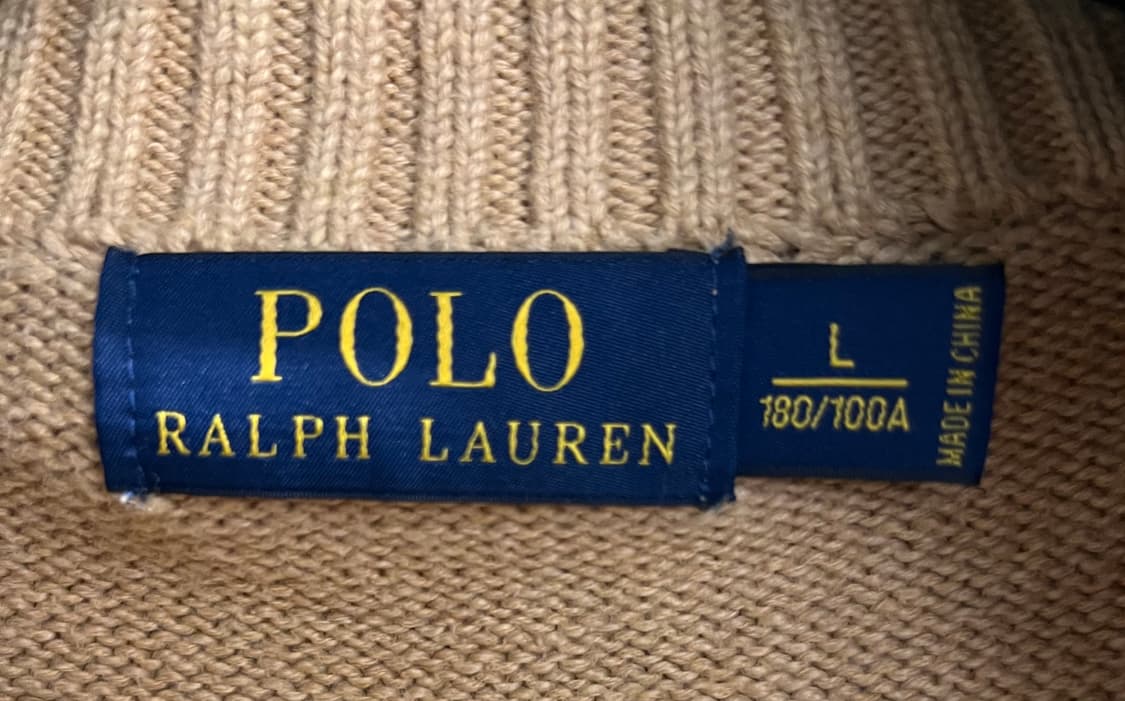 POLO
RALPH LAUREN
L
180/100A
MADE IN CHINA